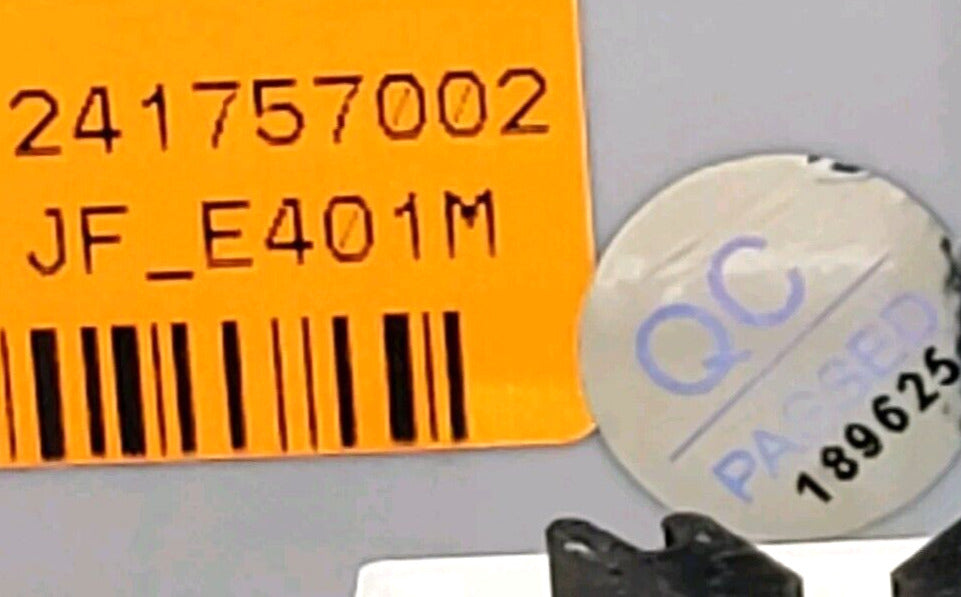 241757002
JF_E401M
QC
PASSED
189625